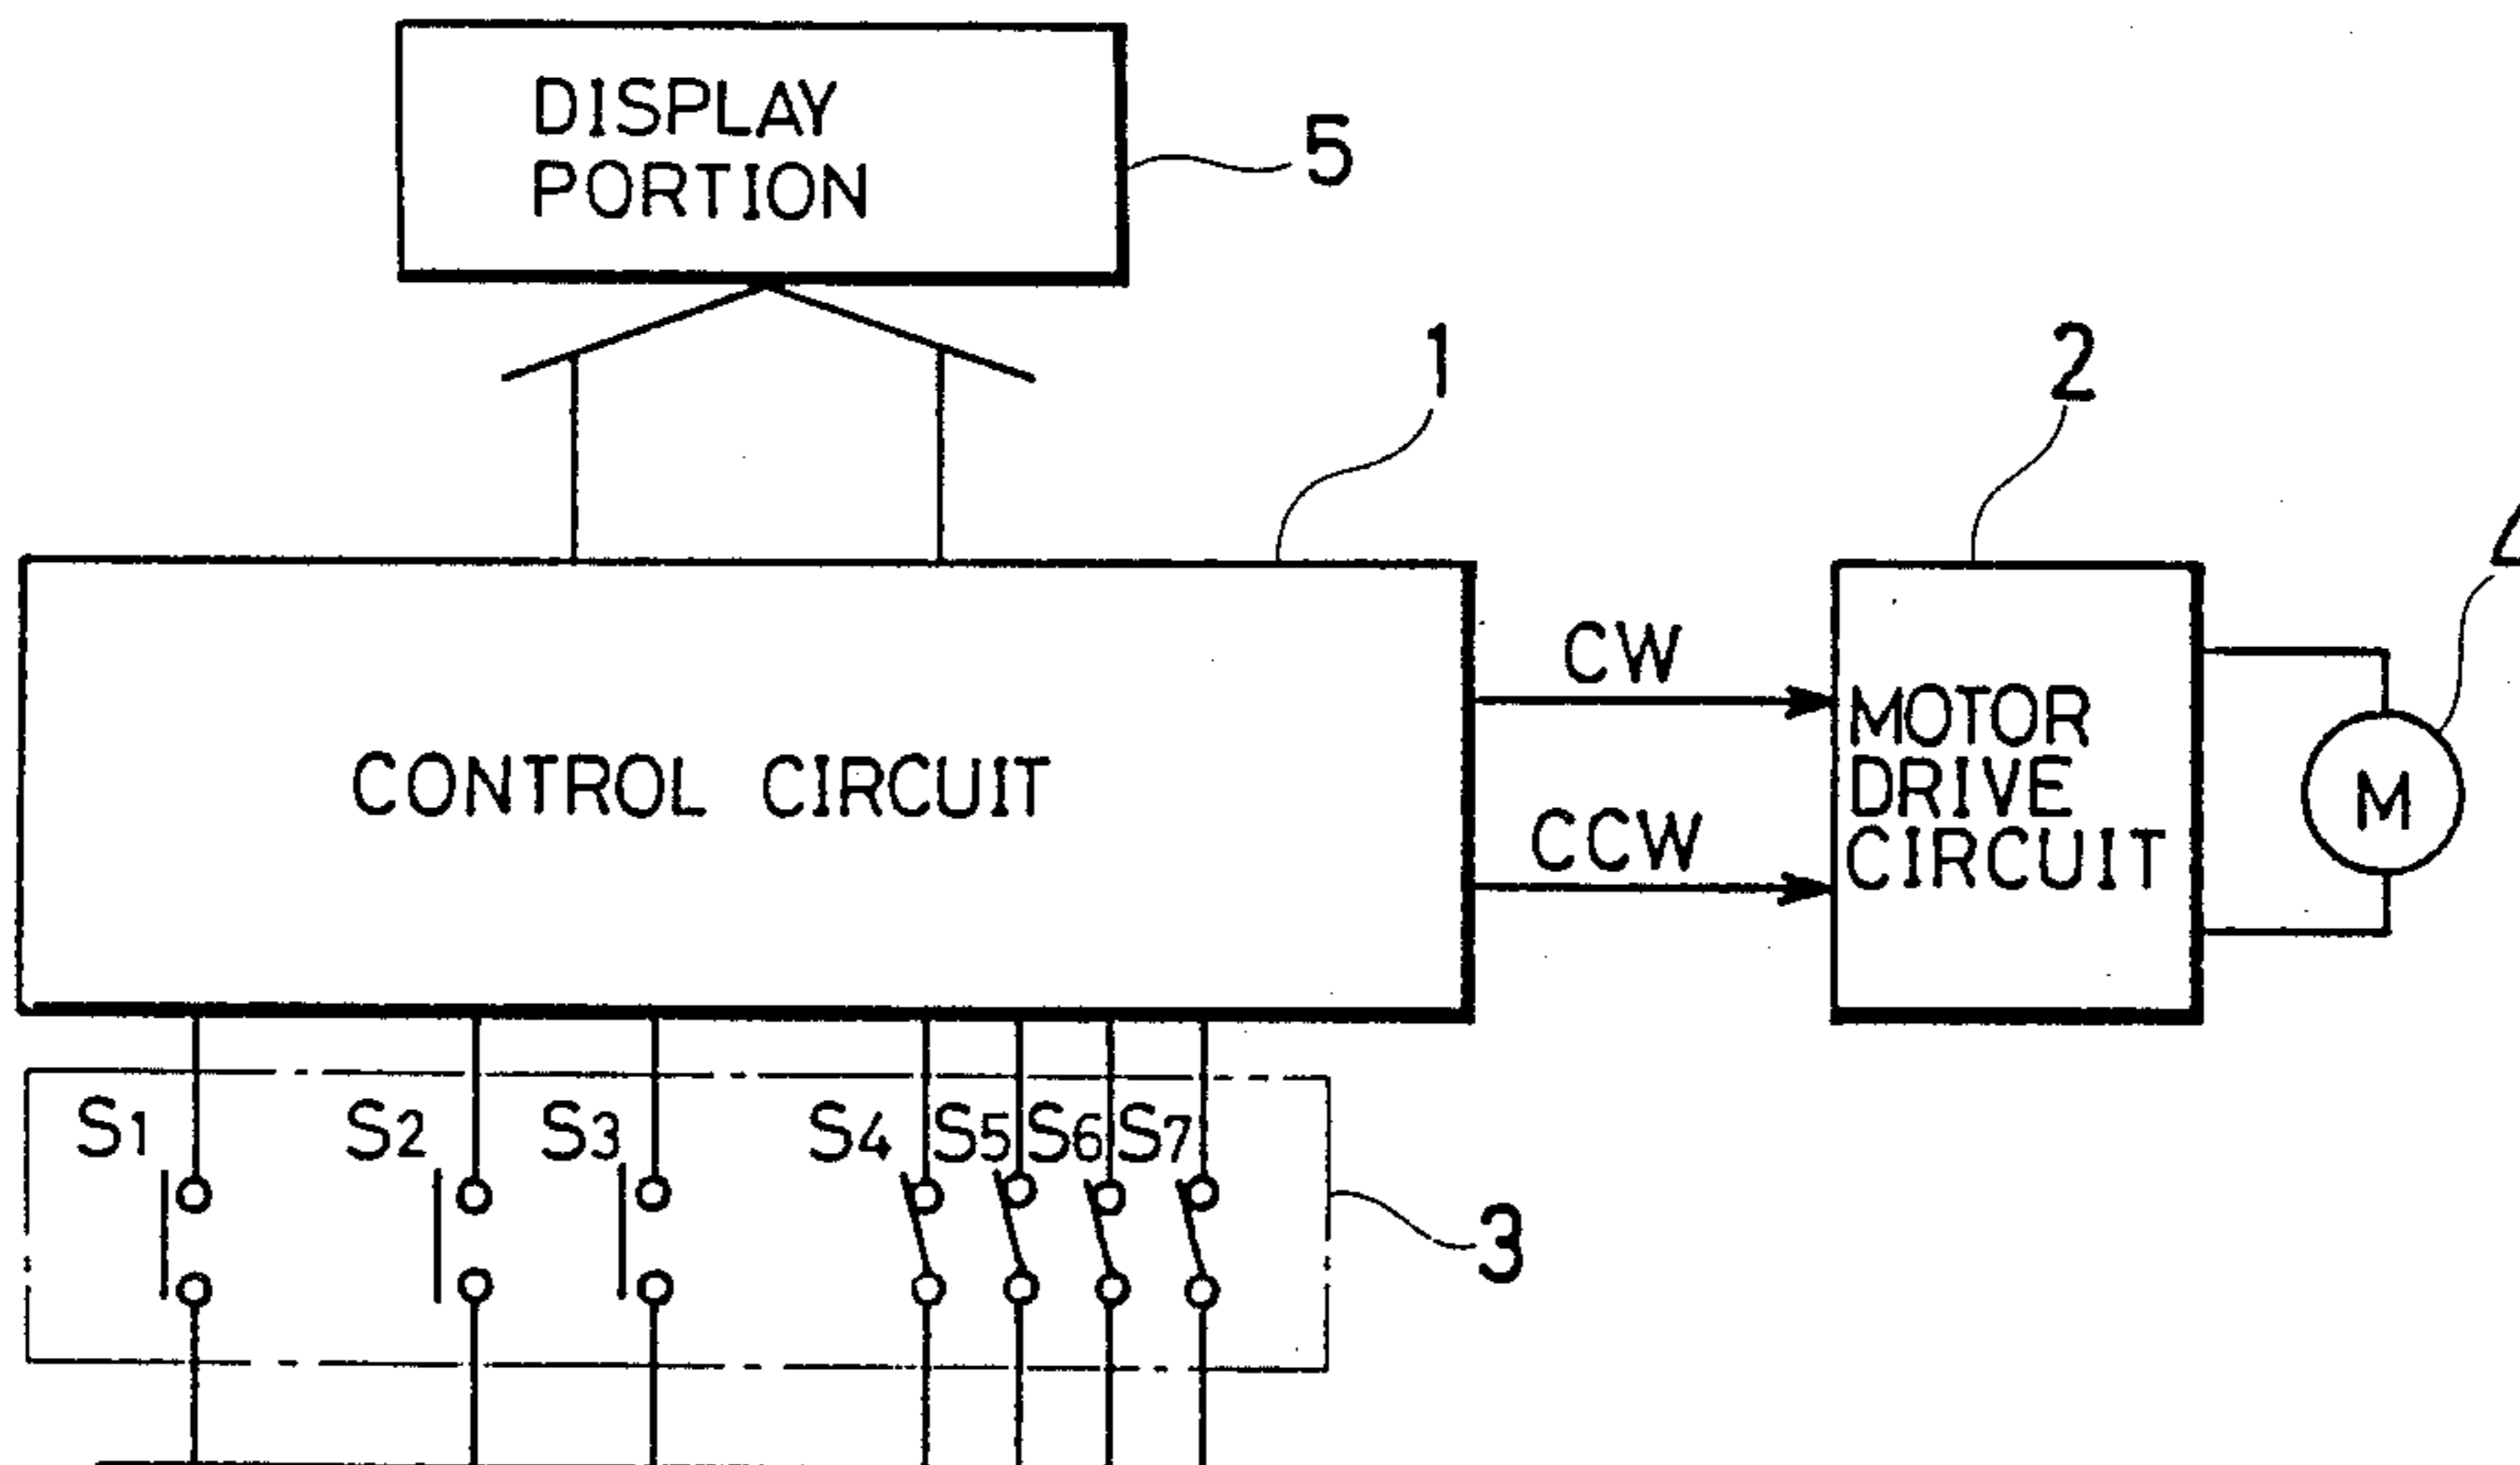 DISPLAY
PORTION
5
1
2
4
CONTROL CIRCUIT
CW
CCW
MOTOR
DRIVE
CIRCUIT
M
S1 S2 S3 S4 S5 S6 S7
3